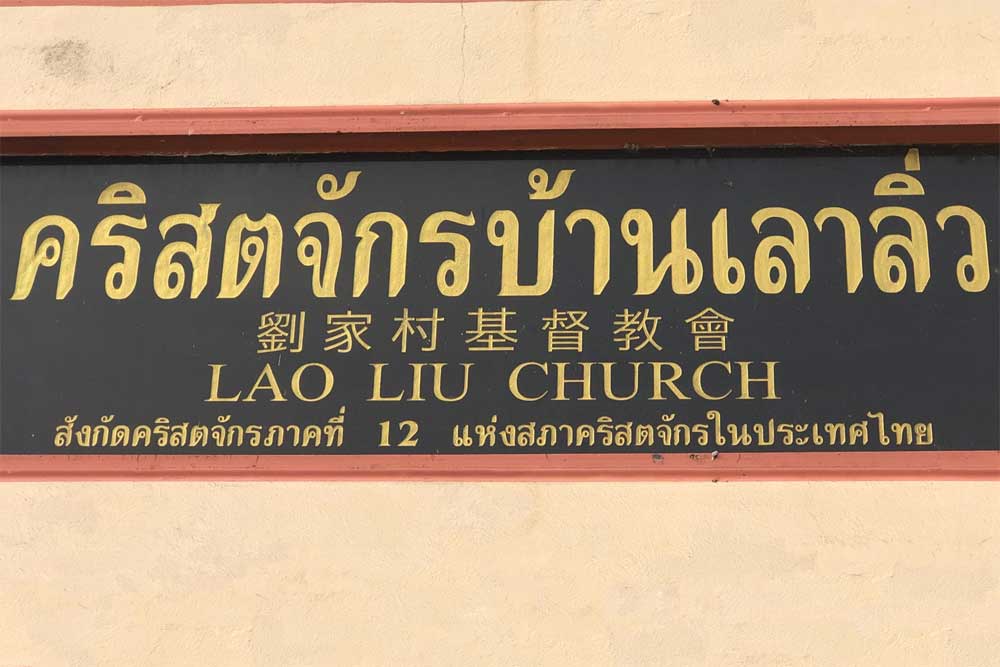 คริสตจักรบ้านเลาลิ่ว
劉家村基督教會
LAO LIU CHURCH
สังกัดคริสตจักรภาคที่ 12 แห่งสภาคริสตจักรในประเทศไทย